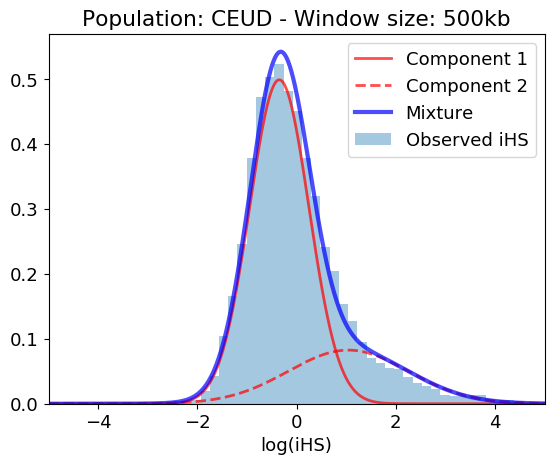 Population: CEUD - Window size: 500kb
Component 1
Component 2
Mixture
Observed iHS
0.5
0.4
0.3
0.2
0.1
0.0
−4
−2
0
2
4
log(iHS)